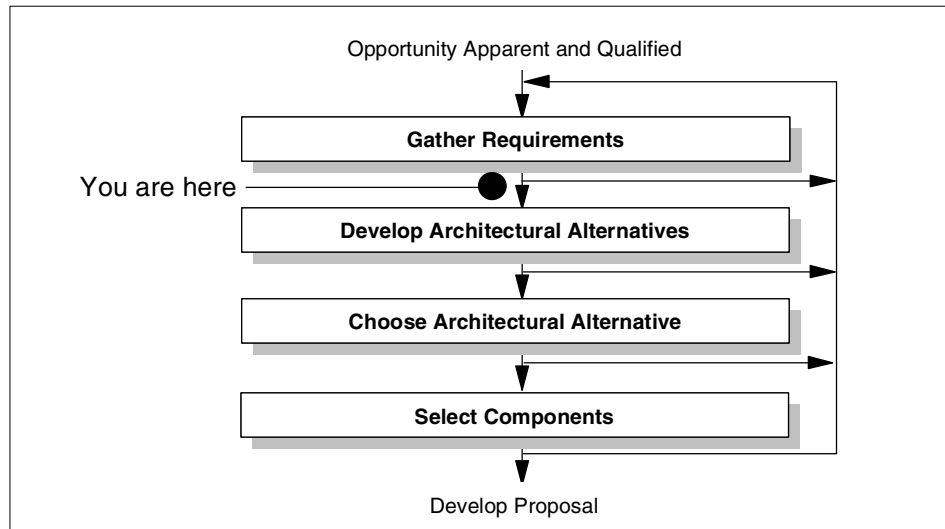 Opportunity Apparent and Qualified
Gather Requirements
You are here
Develop Architectural Alternatives
Choose Architectural Alternative
Select Components
Develop Proposal